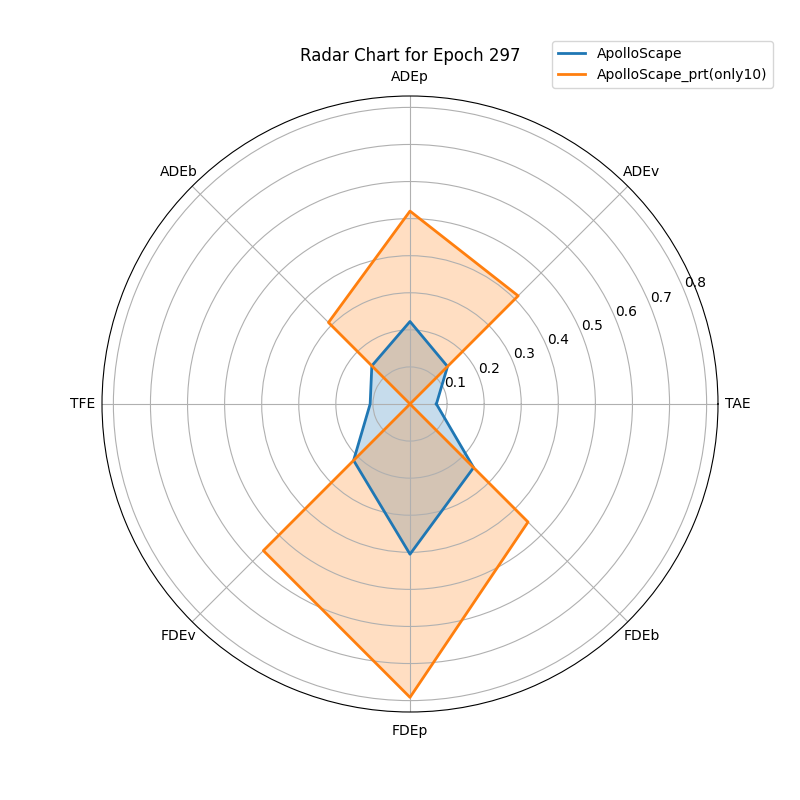 Radar Chart for Epoch 297
ApolloScape
ApolloScape_prt(only10)
ADEp
ADEb
ADEv
0.8
0.7
0.6
0.5
0.4
0.3
0.2
0.1
TFE
TAE
FDEv
FDEb
FDEp